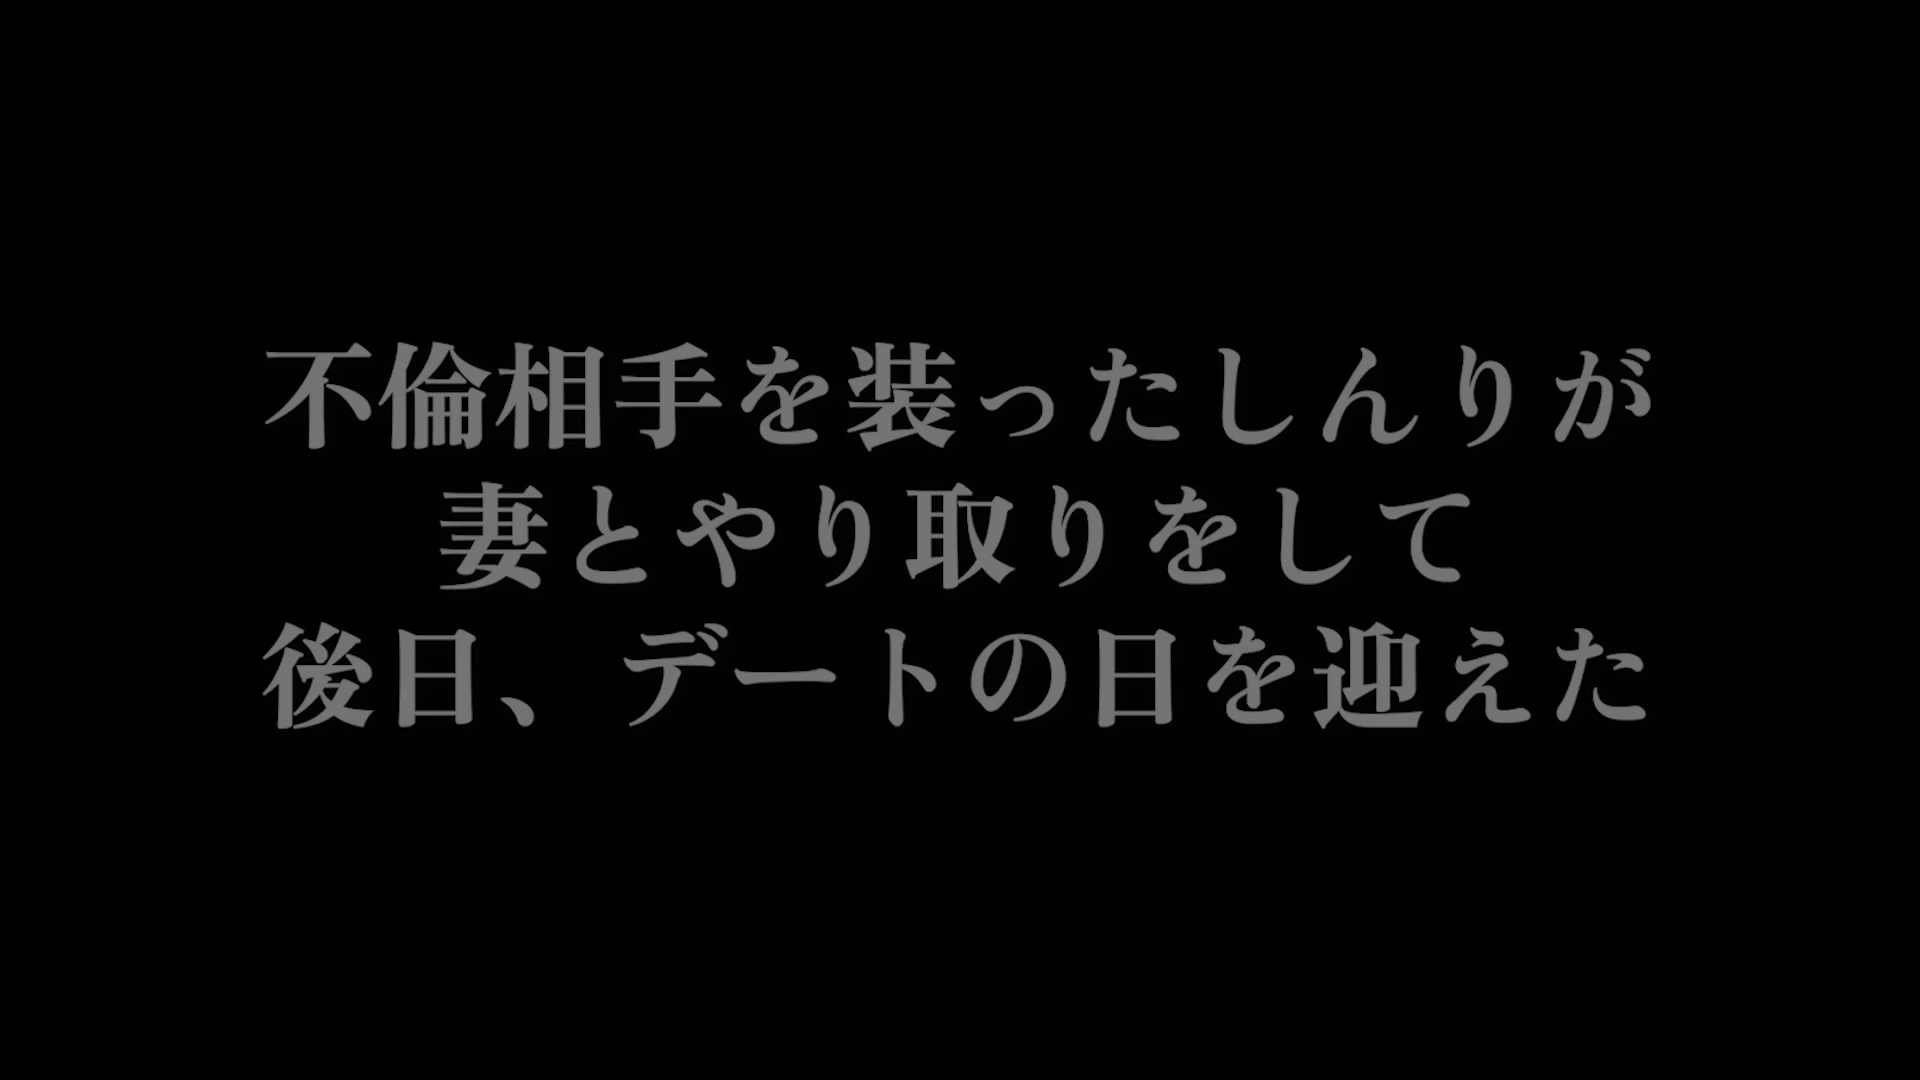 不倫相手を装ったしんりが
妻とやり取りをして
後日、デートの日を迎えた